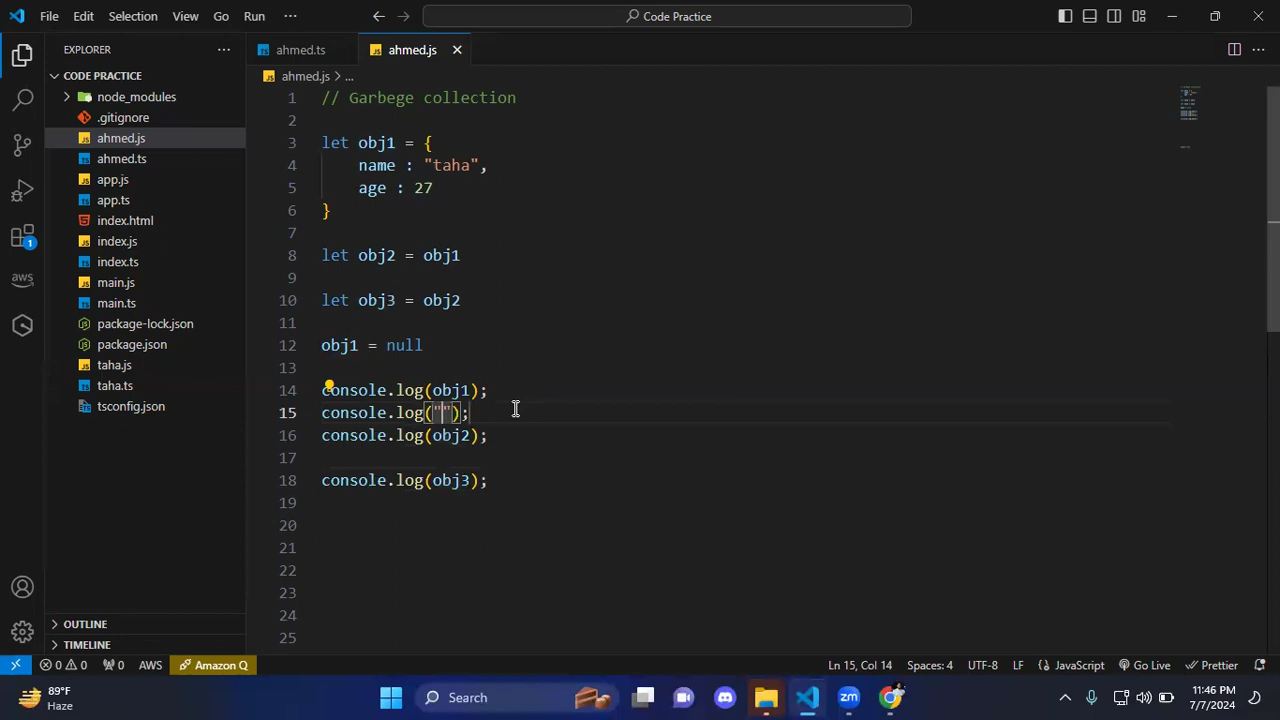 File Edit Selection View Go Run ··· Code Practice
EXPLORER ···
CODE PRACTICE
node_modules
.gitignore
ahmed.js
ahmed.ts
app.js
app.ts
index.html
index.js
index.ts
main.js
main.ts
package-lock.json
package.json
taha.js
taha.ts
tsconfig.json
OUTLINE
TIMELINE
1
ahmed.ts ahmed.js
ahmed.js > ...
1 // Garbege collection
2
3 let obj1 = {
4 name : "taha",
5 age : 27
6 }
7
8 let obj2 = obj1
9
10 let obj3 = obj2
11
12 obj1 = null
13
14 console.log(obj1);
15 console.log("");
16 console.log(obj2);
17
18 console.log(obj3);
19
20
21
22
23
24
25
0 0 0 AWS Amazon Q Ln 15, Col 14 Spaces: 4 UTF-8 LF JavaScript Go Live Prettier
89°F
Haze
Search
zm
11:46 PM
7/7/2024